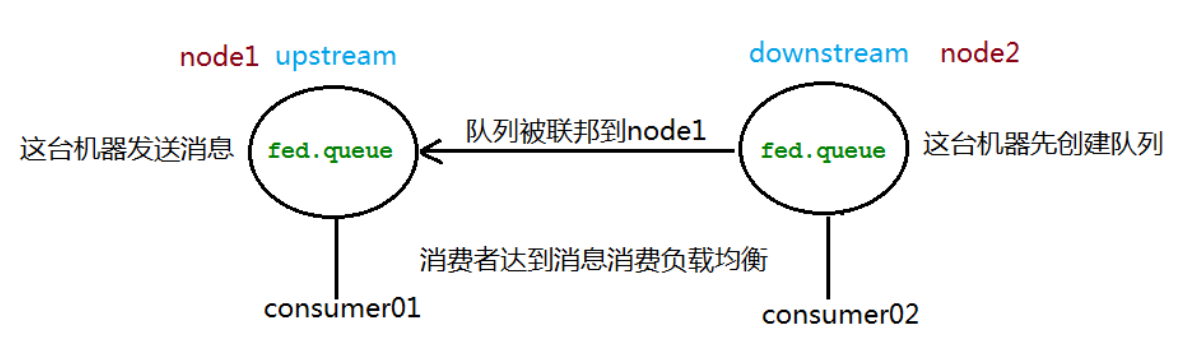 node1 upstream
downstream node2
这台机器发送消息
fed.queue
队列被联邦到node1
fed.queue
这台机器先创建队列
消费者达到消息消费负载均衡
consumer01
consumer02